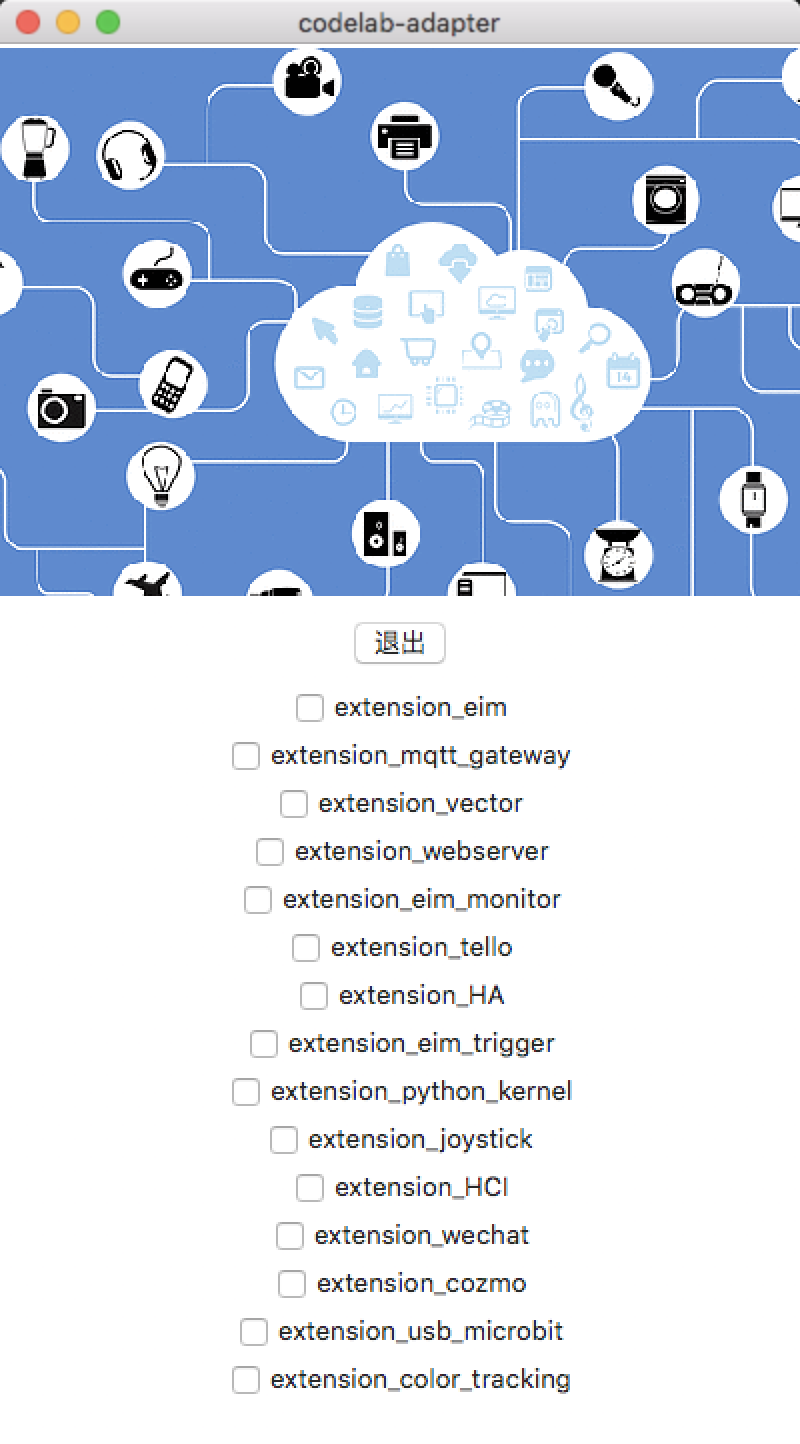 codelab-adapter
14
退出
extension_eim
extension_mqtt_gateway
extension_vector
extension_webserver
extension_eim_monitor
extension_tello
extension_HA
extension_eim_trigger
extension_python_kernel
extension_joystick
extension_HCI
extension_wechat
extension_cozmo
extension_usb_microbit
extension_color_tracking